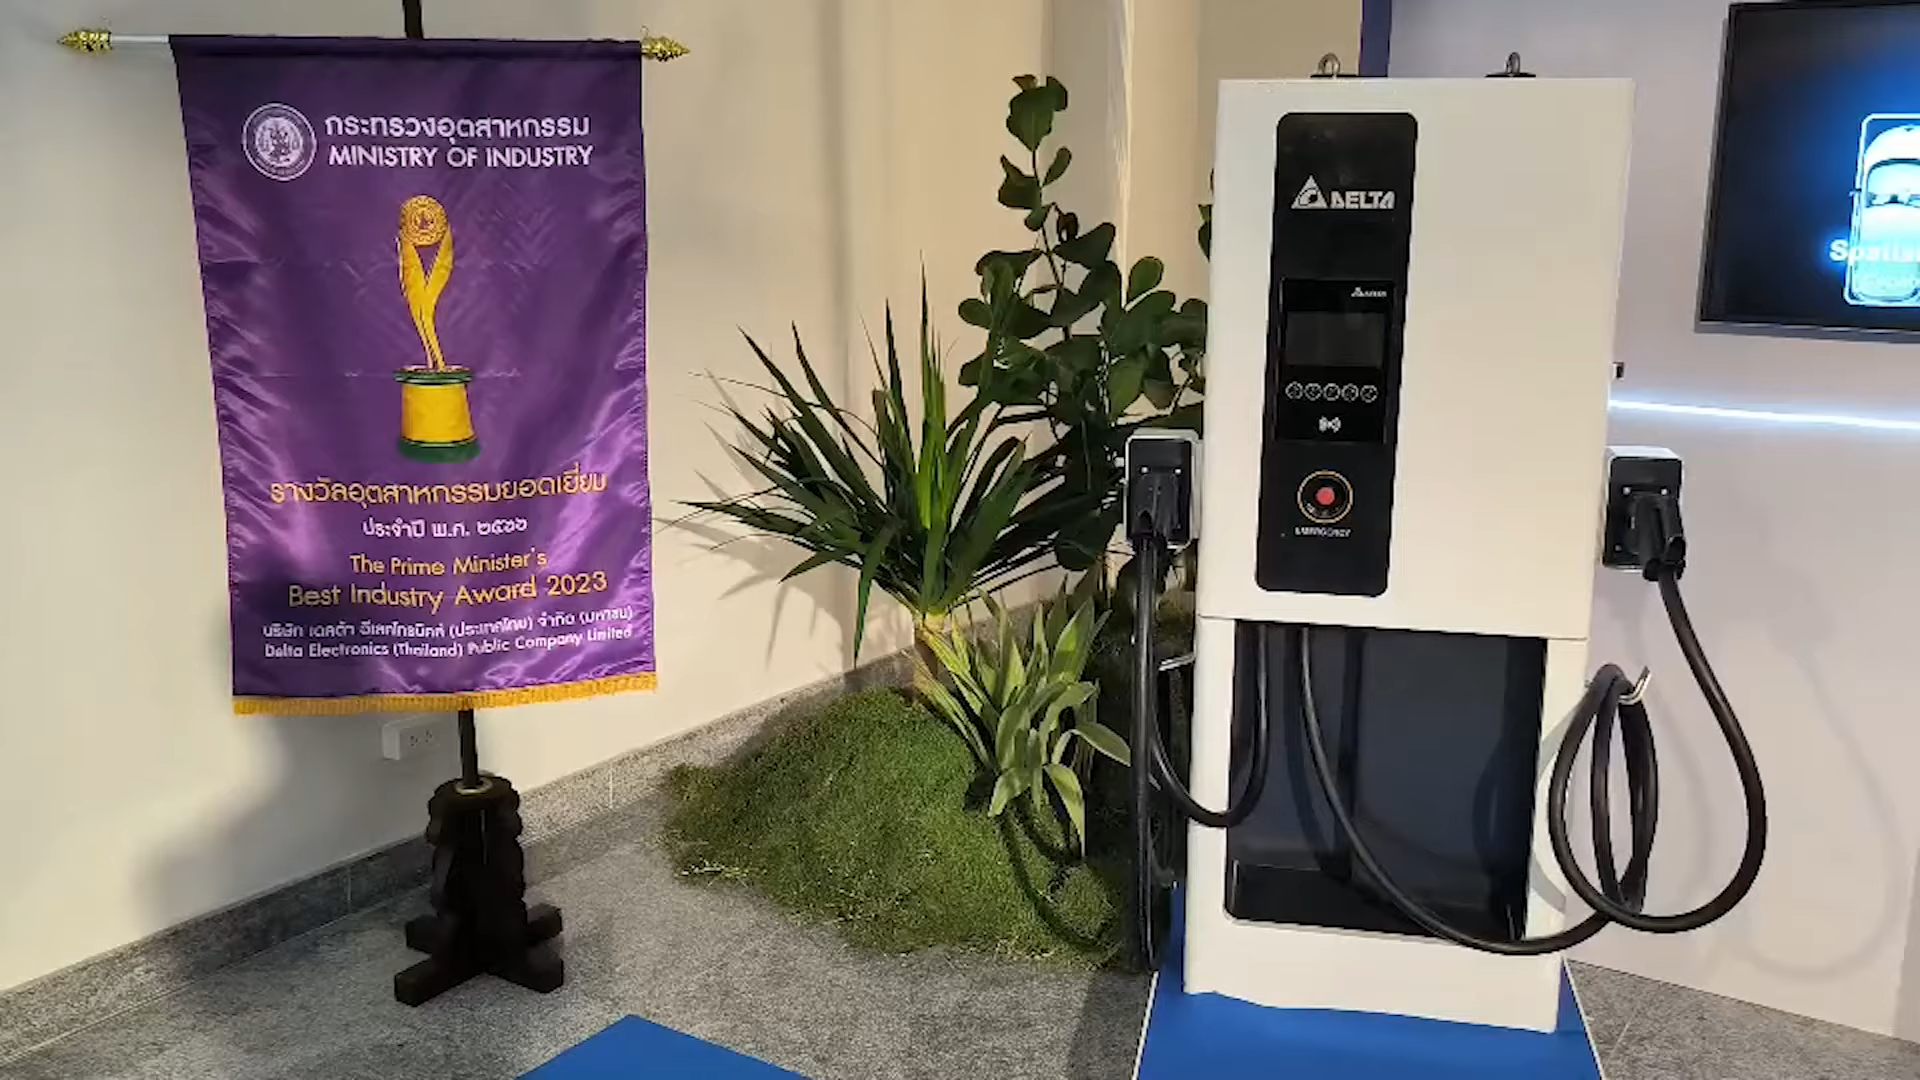 กระทรวงอุตสาหกรรม
MINISTRY OF INDUSTRY
รางวัลอุตสาหกรรมยอดเยี่ยม
ประจำปี พ.ศ. ๒๕๖๖
The Prime Minister's
Best Industry Award 2023
บริษัท เดลต้า อีเลคโทรนิคส์ (ประเทศไทย) จำกัด (มหาชน)
Delta Electronics (Thailand) Public Company Limited
DELTA
DELTA
EMERGENCY